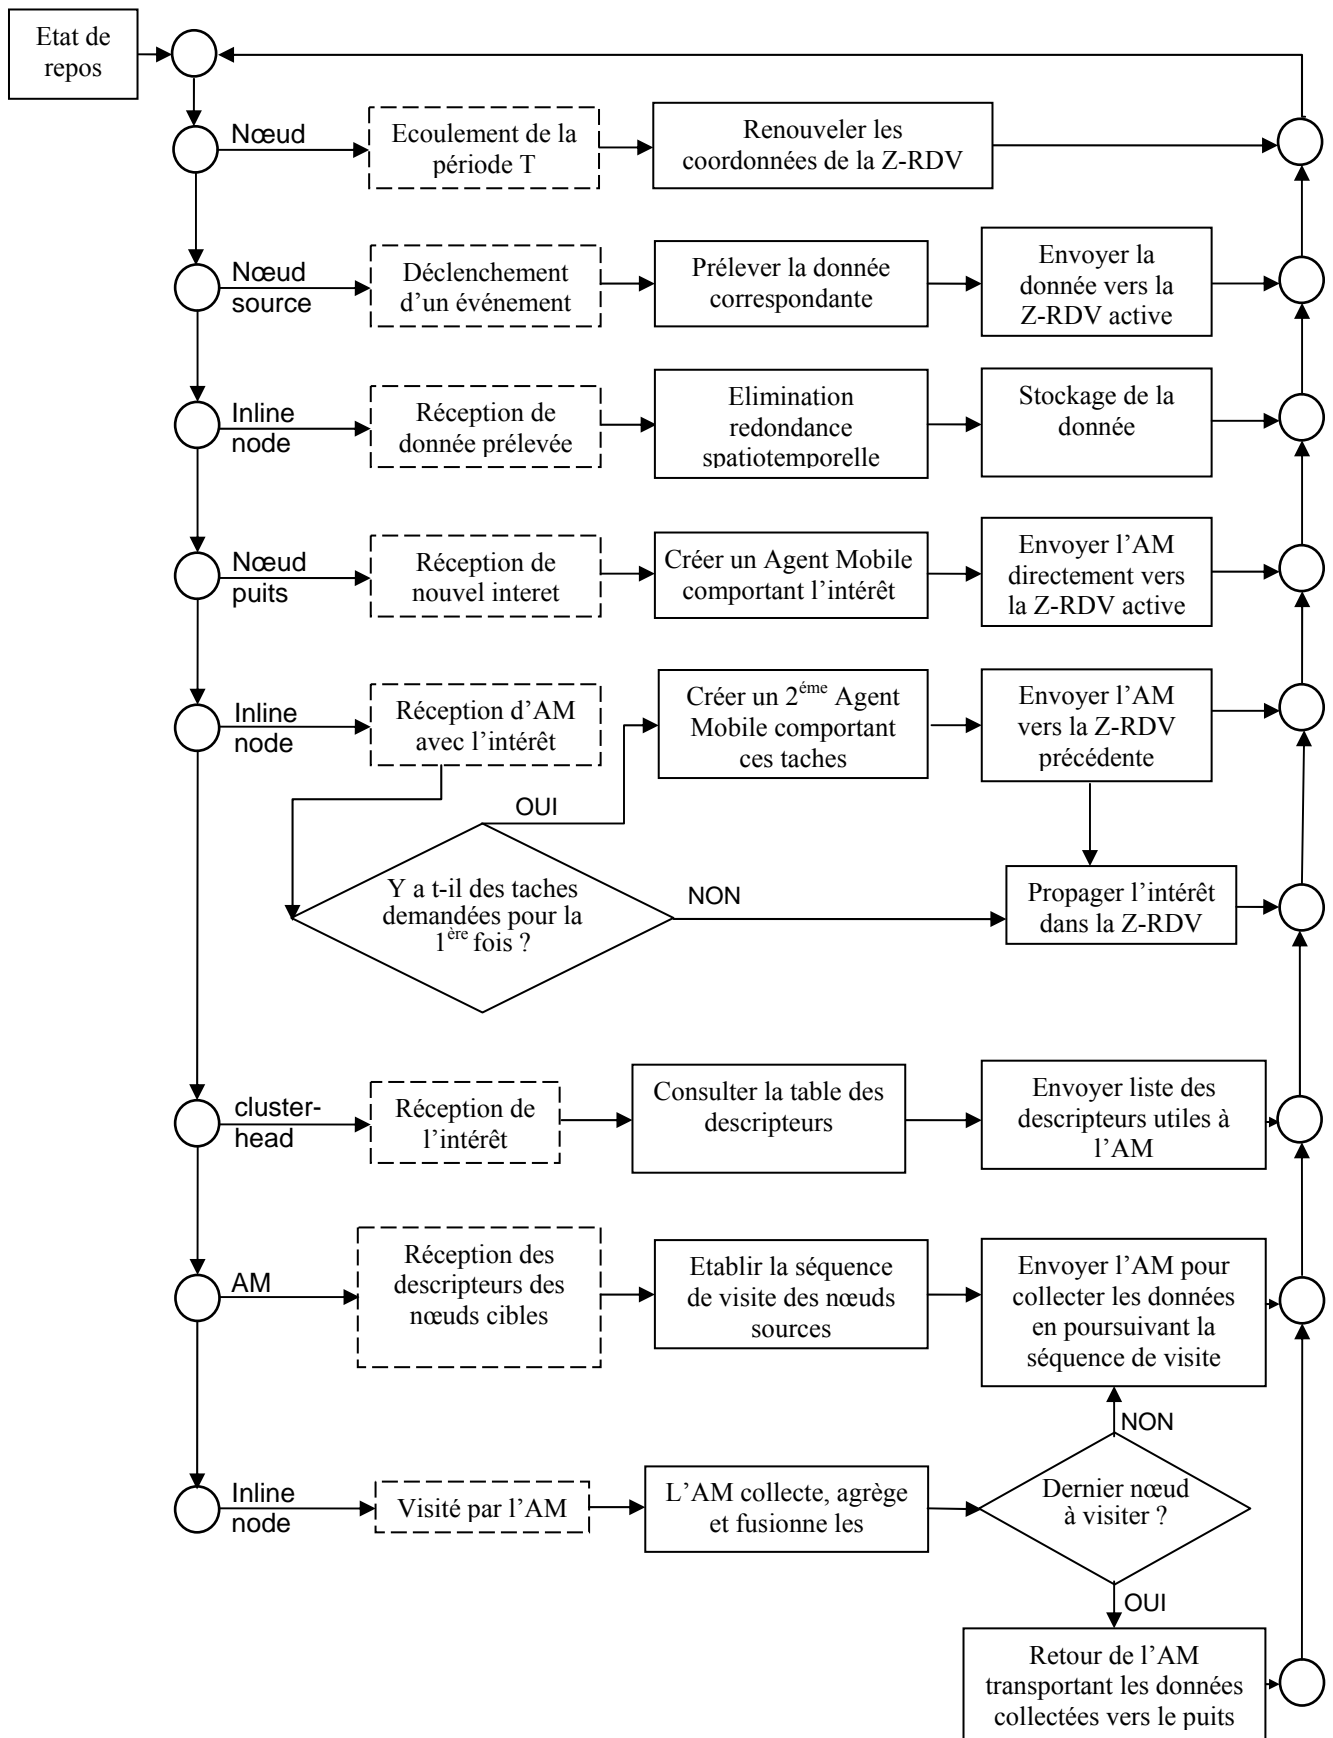 Etat de
repos
Nœud
Ecoulement de la
période T
Renouveler les
coordonnées de la Z-RDV
Nœud
source
Déclenchement
d’un événement
Prélever la donnée
correspondante
Envoyer la
donnée vers la
Z-RDV active
Inline
node
Réception de
donnée prélevée
Elimination
redondance
spatiotemporelle
Stockage de la
donnée
Nœud
puits
Réception de
nouvel interet
Créer un Agent Mobile
comportant l’intérêt
Envoyer l’AM
directement vers
la Z-RDV active
Inline
node
Réception d’AM
avec l’intérêt
Créer un 2éme Agent
Mobile comportant
ces taches
Envoyer l’AM
vers la Z-RDV
précédente
OUI
Y a t-il des taches
demandées pour la
1ère fois ?
NON
Propager l’intérêt
dans la Z-RDV
cluster-
head
Réception de
l’intérêt
Consulter la table des
descripteurs
Envoyer liste des
descripteurs utiles à
l’AM
AM
Réception des
descripteurs des
nœuds cibles
Etablir la séquence
de visite des nœuds
sources
Envoyer l’AM pour
collecter les données
en poursuivant la
séquence de visite
NON
Inline
node
Visité par l’AM
L’AM collecte, agrège
et fusionne les
Dernier nœud
à visiter ?
OUI
Retour de l’AM
transportant les données
collectées vers le puits